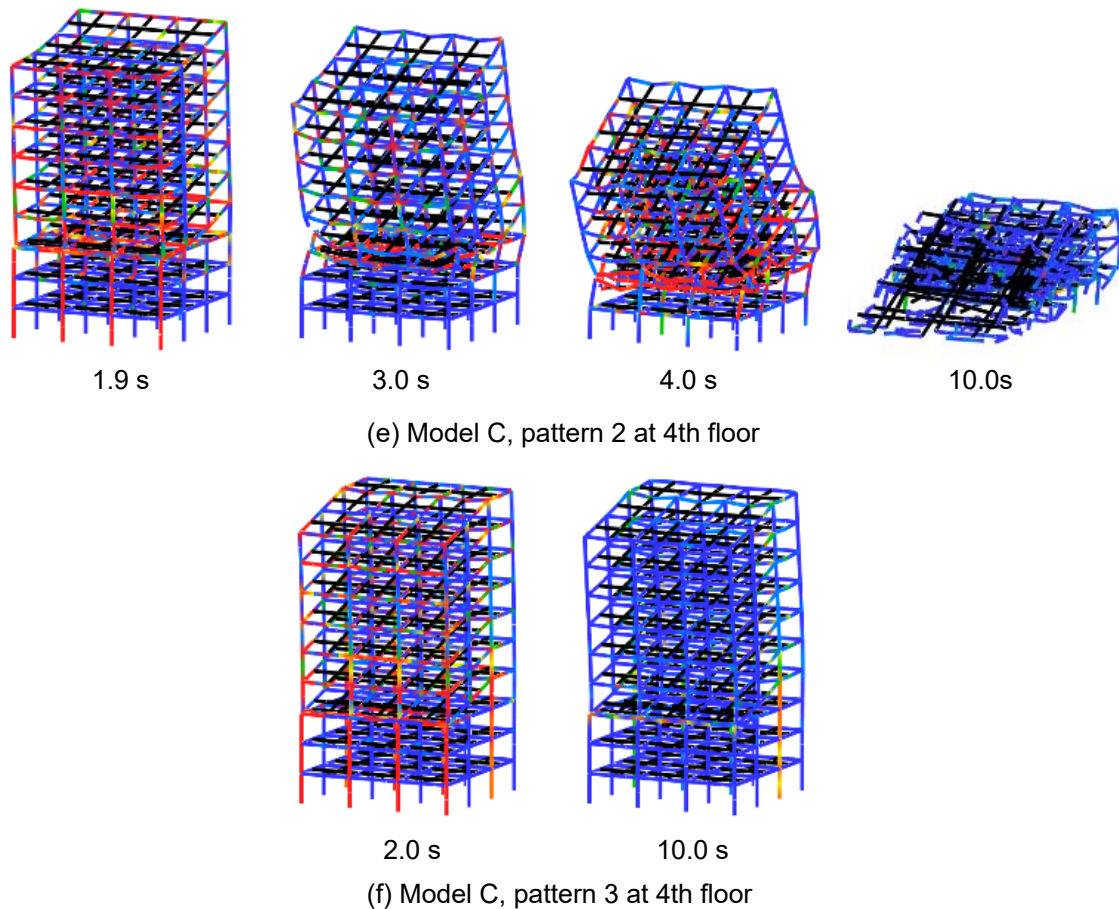 1.9 s 3.0 s 4.0 s 10.0s
(e) Model C, pattern 2 at 4th floor
2.0 s 10.0 s
(f) Model C, pattern 3 at 4th floor